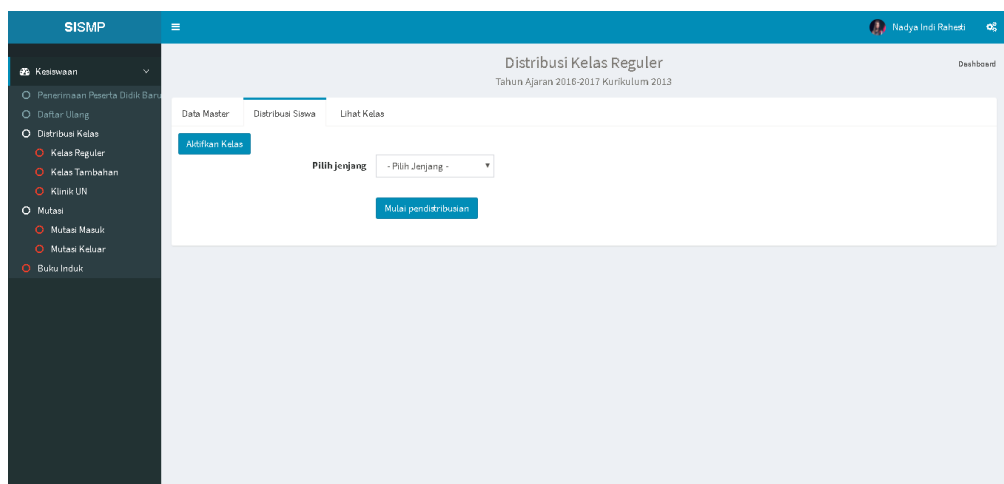 SISMP
Nadya Indi Rahesti
Kesiswaan
Penerimaan Peserta Didik Baru
Daftar Ulang
Distribusi Kelas
Kelas Reguler
Kelas Tambahan
Klinik UN
Mutasi
Mutasi Masuk
Mutasi Keluar
Buku Induk
Distribusi Kelas Reguler
Tahun Ajaran 2016-2017 Kurikulum 2013
Dashboard
Data Master Distribusi Siswa Lihat Kelas
Aktifkan Kelas
Pilih jenjang - Pilih Jenjang -
Mulai pendistribusian